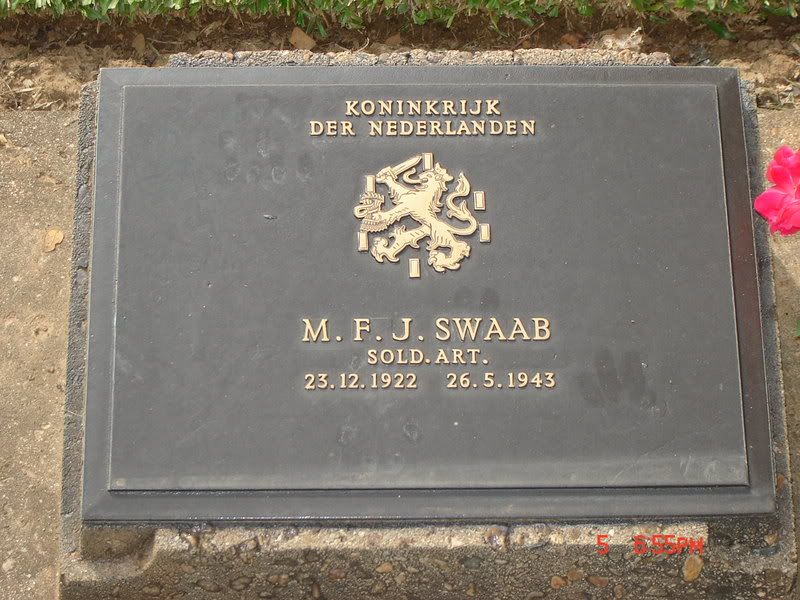 KONINKRIJK
DER NEDERLANDEN
M. F. J. SWAAB
SOLD. ART.
23.12.1922 26.5.1943
5 6:55PM